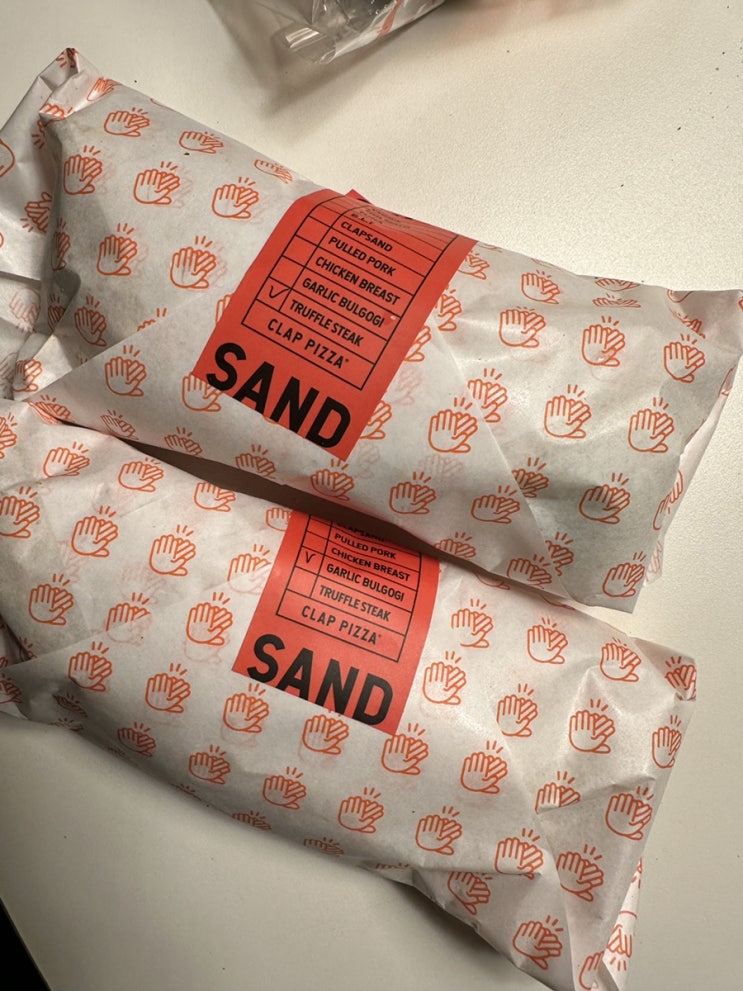 B.L.T
CLAPSAND
PULLED PORK
CHICKEN BREAST
GARLIC BULGOGI
TRUFFLE STEAK
CLAP PIZZA
SAND
CLAPSAND
PULLED PORK
CHICKEN BREAST
GARLIC BULGOGI
TRUFFLE STEAK
CLAP PIZZA
SAND